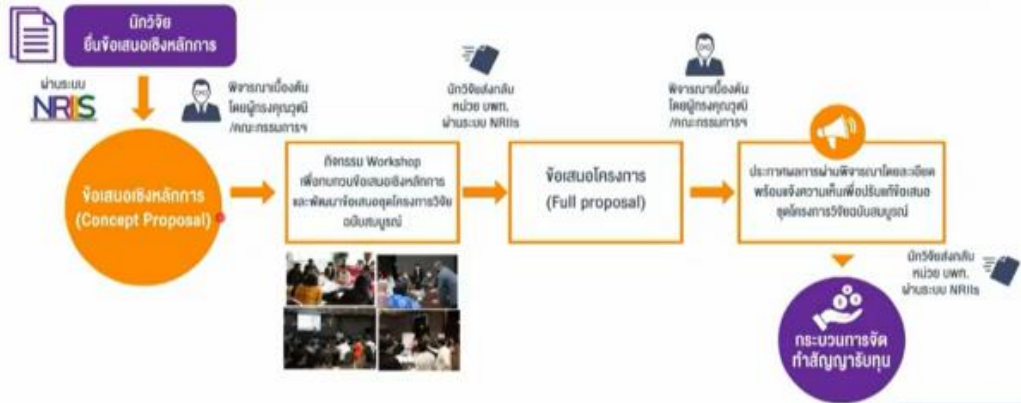 นักวิจัย
ยื่นข้อเสนอเชิงหลักการ
ผ่านระบบ
NRIIS
พิจารณาเบื้องต้น
โดยผู้ทรงคุณวุฒิ
/คณะกรรมการฯ
นักวิจัยส่งกลับ
หน่วย บพท.
ผ่านระบบ NRIIs
พิจารณาเบื้องต้น
โดยผู้ทรงคุณวุฒิ
/คณะกรรมการฯ
ข้อเสนอเชิงหลักการ
(Concept Proposal)
กิจกรรม Workshop
เพื่อทบทวนข้อเสนอเชิงหลักการ
และพัฒนาข้อเสนอชุดโครงการวิจัย
ฉบับสมบูรณ์
ข้อเสนอโครงการ
(Full proposal)
ประกาศผลการผ่านพิจารณาโดยละเอียด
พร้อมแจ้งความเห็นเพื่อปรับแก้ข้อเสนอ
ชุดโครงการวิจัยฉบับสมบูรณ์
นักวิจัยส่งกลับ
หน่วย บพท.
ผ่านระบบ NRIIs
กระบวนการจัด
ทำสัญญารับทุน